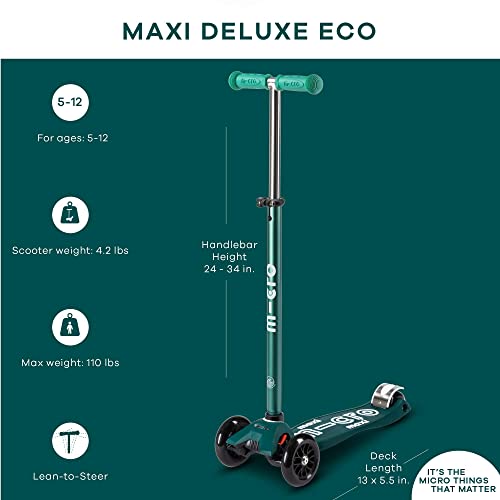 MAXI DELUXE ECO
5-12
For ages: 5-12
Scooter weight: 4.2 lbs
Max weight: 110 lbs
Lean-to-Steer
Handlebar
Height
24 - 34 in.
micro
micro
maxi
Deck
Length
13 x 5.5 in.
IT'S THE
MICRO THINGS
THAT MATTER